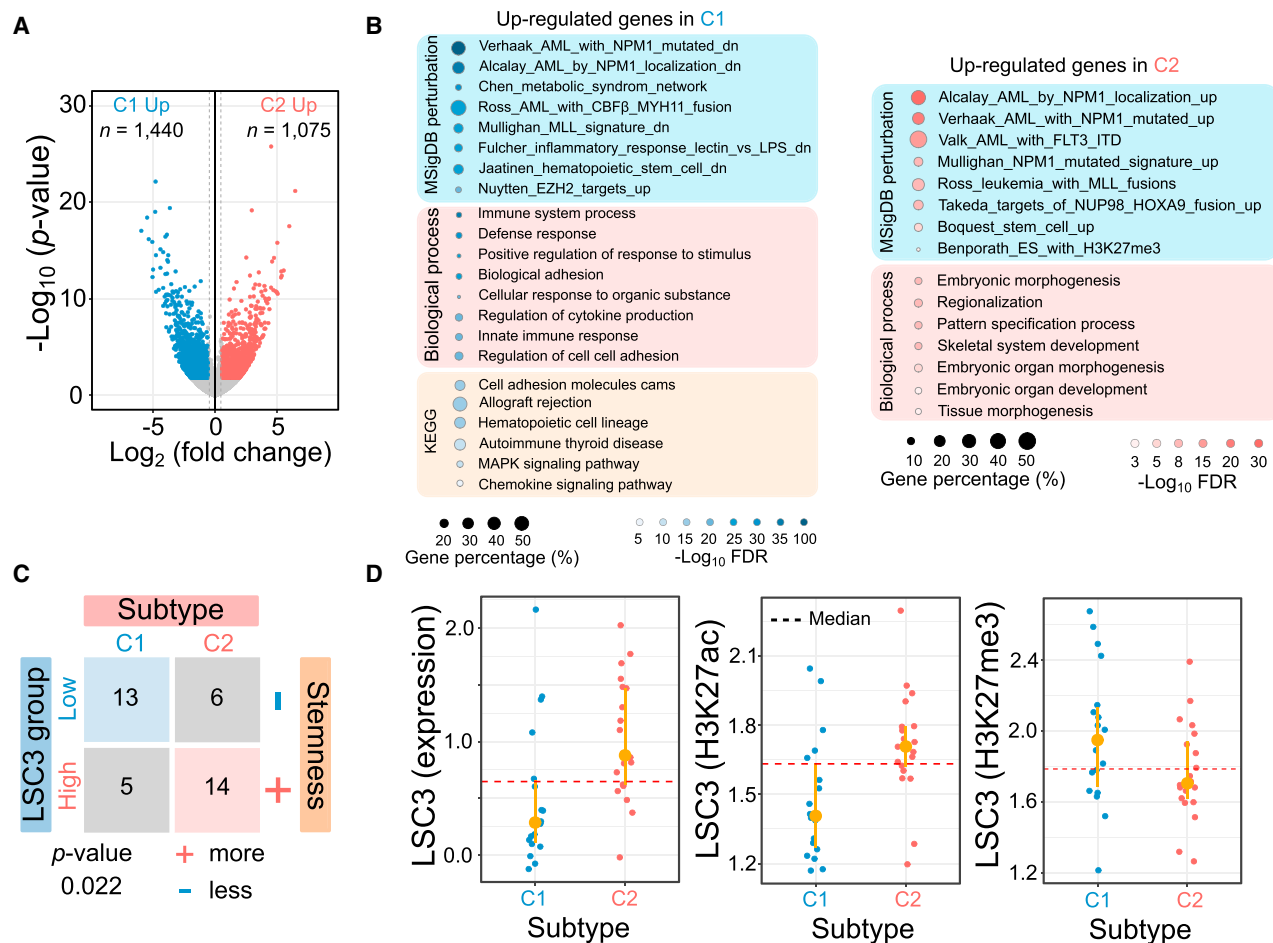 A
C1 Up
C2 Up
n = 1,440
n = 1,075
30
20
10
0
-Log10 (p-value)
-5
0
5
Log2 (fold change)
B
Up-regulated genes in C1
MSigDB perturbation
Verhaak_AML_with_NPM1_mutated_dn
Alcalay_AML_by_NPM1_localization_dn
Chen_metabolic_syndrom_network
Ross_AML_with_CBFβ_MYH11_fusion
Mullighan_MLL_signature_dn
Fulcher_inflammatory_response_lectin_vs_LPS_dn
Jaatinen_hematopoietic_stem_cell_dn
Nuytten_EZH2_targets_up
Biological process
Immune system process
Defense response
Positive regulation of response to stimulus
Biological adhesion
Cellular response to organic substance
Regulation of cytokine production
Innate immune response
Regulation of cell cell adhesion
KEGG
Cell adhesion molecules cams
Allograft rejection
Hematopoietic cell lineage
Autoimmune thyroid disease
MAPK signaling pathway
Chemokine signaling pathway
20 30 40 50
Gene percentage (%)
5 10 15 20 25 30 35 100
-Log10 FDR
Up-regulated genes in C2
MSigDB perturbation
Alcalay_AML_by_NPM1_localization_up
Verhaak_AML_with_NPM1_mutated_up
Valk_AML_with_FLT3_ITD
Mullighan_NPM1_mutated_signature_up
Ross_leukemia_with_MLL_fusions
Takeda_targets_of_NUP98_HOXA9_fusion_up
Boquest_stem_cell_up
Benporath_ES_with_H3K27me3
Biological process
Embryonic morphogenesis
Regionalization
Pattern specification process
Skeletal system development
Embryonic organ morphogenesis
Embryonic organ development
Tissue morphogenesis
10 20 30 40 50
Gene percentage (%)
3 5 8 15 20 30
-Log10 FDR
C
Subtype
C1 C2
LSC3 group
Low
High
13 6
5 14
-
+
Stemness
p-value
0.022
+ more
- less
D
LSC3 (expression)
2.0
1.0
0.0
C1 C2
Subtype
LSC3 (H3K27ac)
Median
2.1
1.8
1.5
1.2
C1 C2
Subtype
LSC3 (H3K27me3)
2.4
2.0
1.6
1.2
C1 C2
Subtype